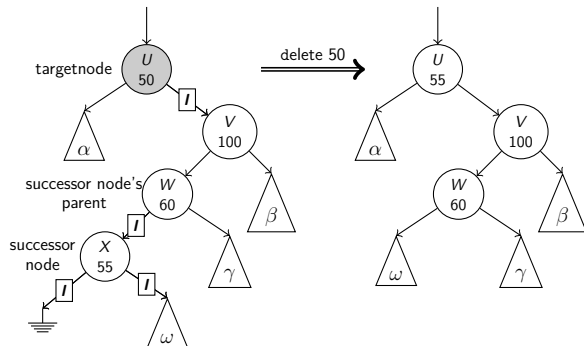 targetnode
U
50
I
α
V
100
successor node's
parent
W
60
β
I
successor
node
X
55
γ
I
I
ω
delete 50
U
55
α
V
100
W
60
β
ω
γ